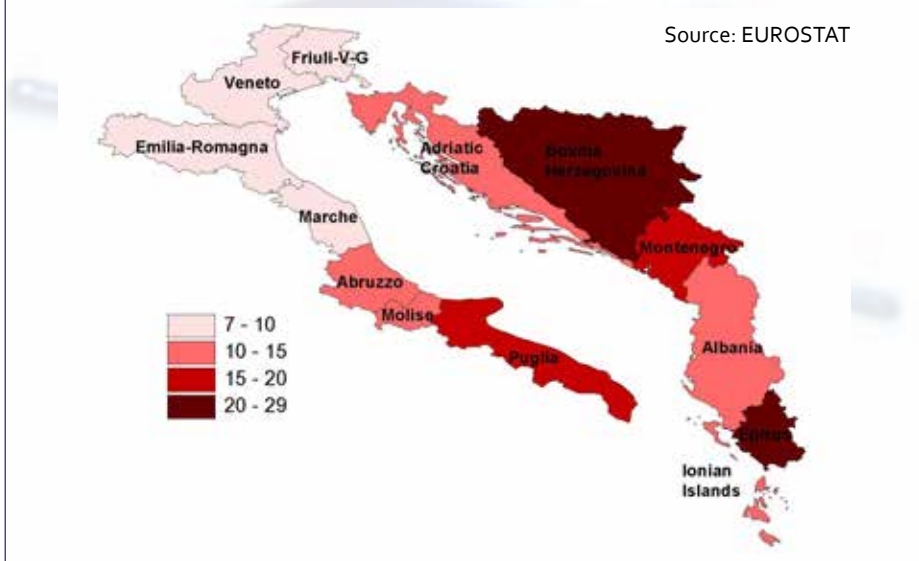 Source: EUROSTAT
Friuli-V-G
Veneto
Emilia-Romagna
Adriatic
Croatia
Bosnia
Herzegovina
Marche
Montenegro
Abruzzo
Molise
7 - 10
10 - 15
15 - 20
20 - 29
Puglia
Albania
Epirus
Ionian
Islands